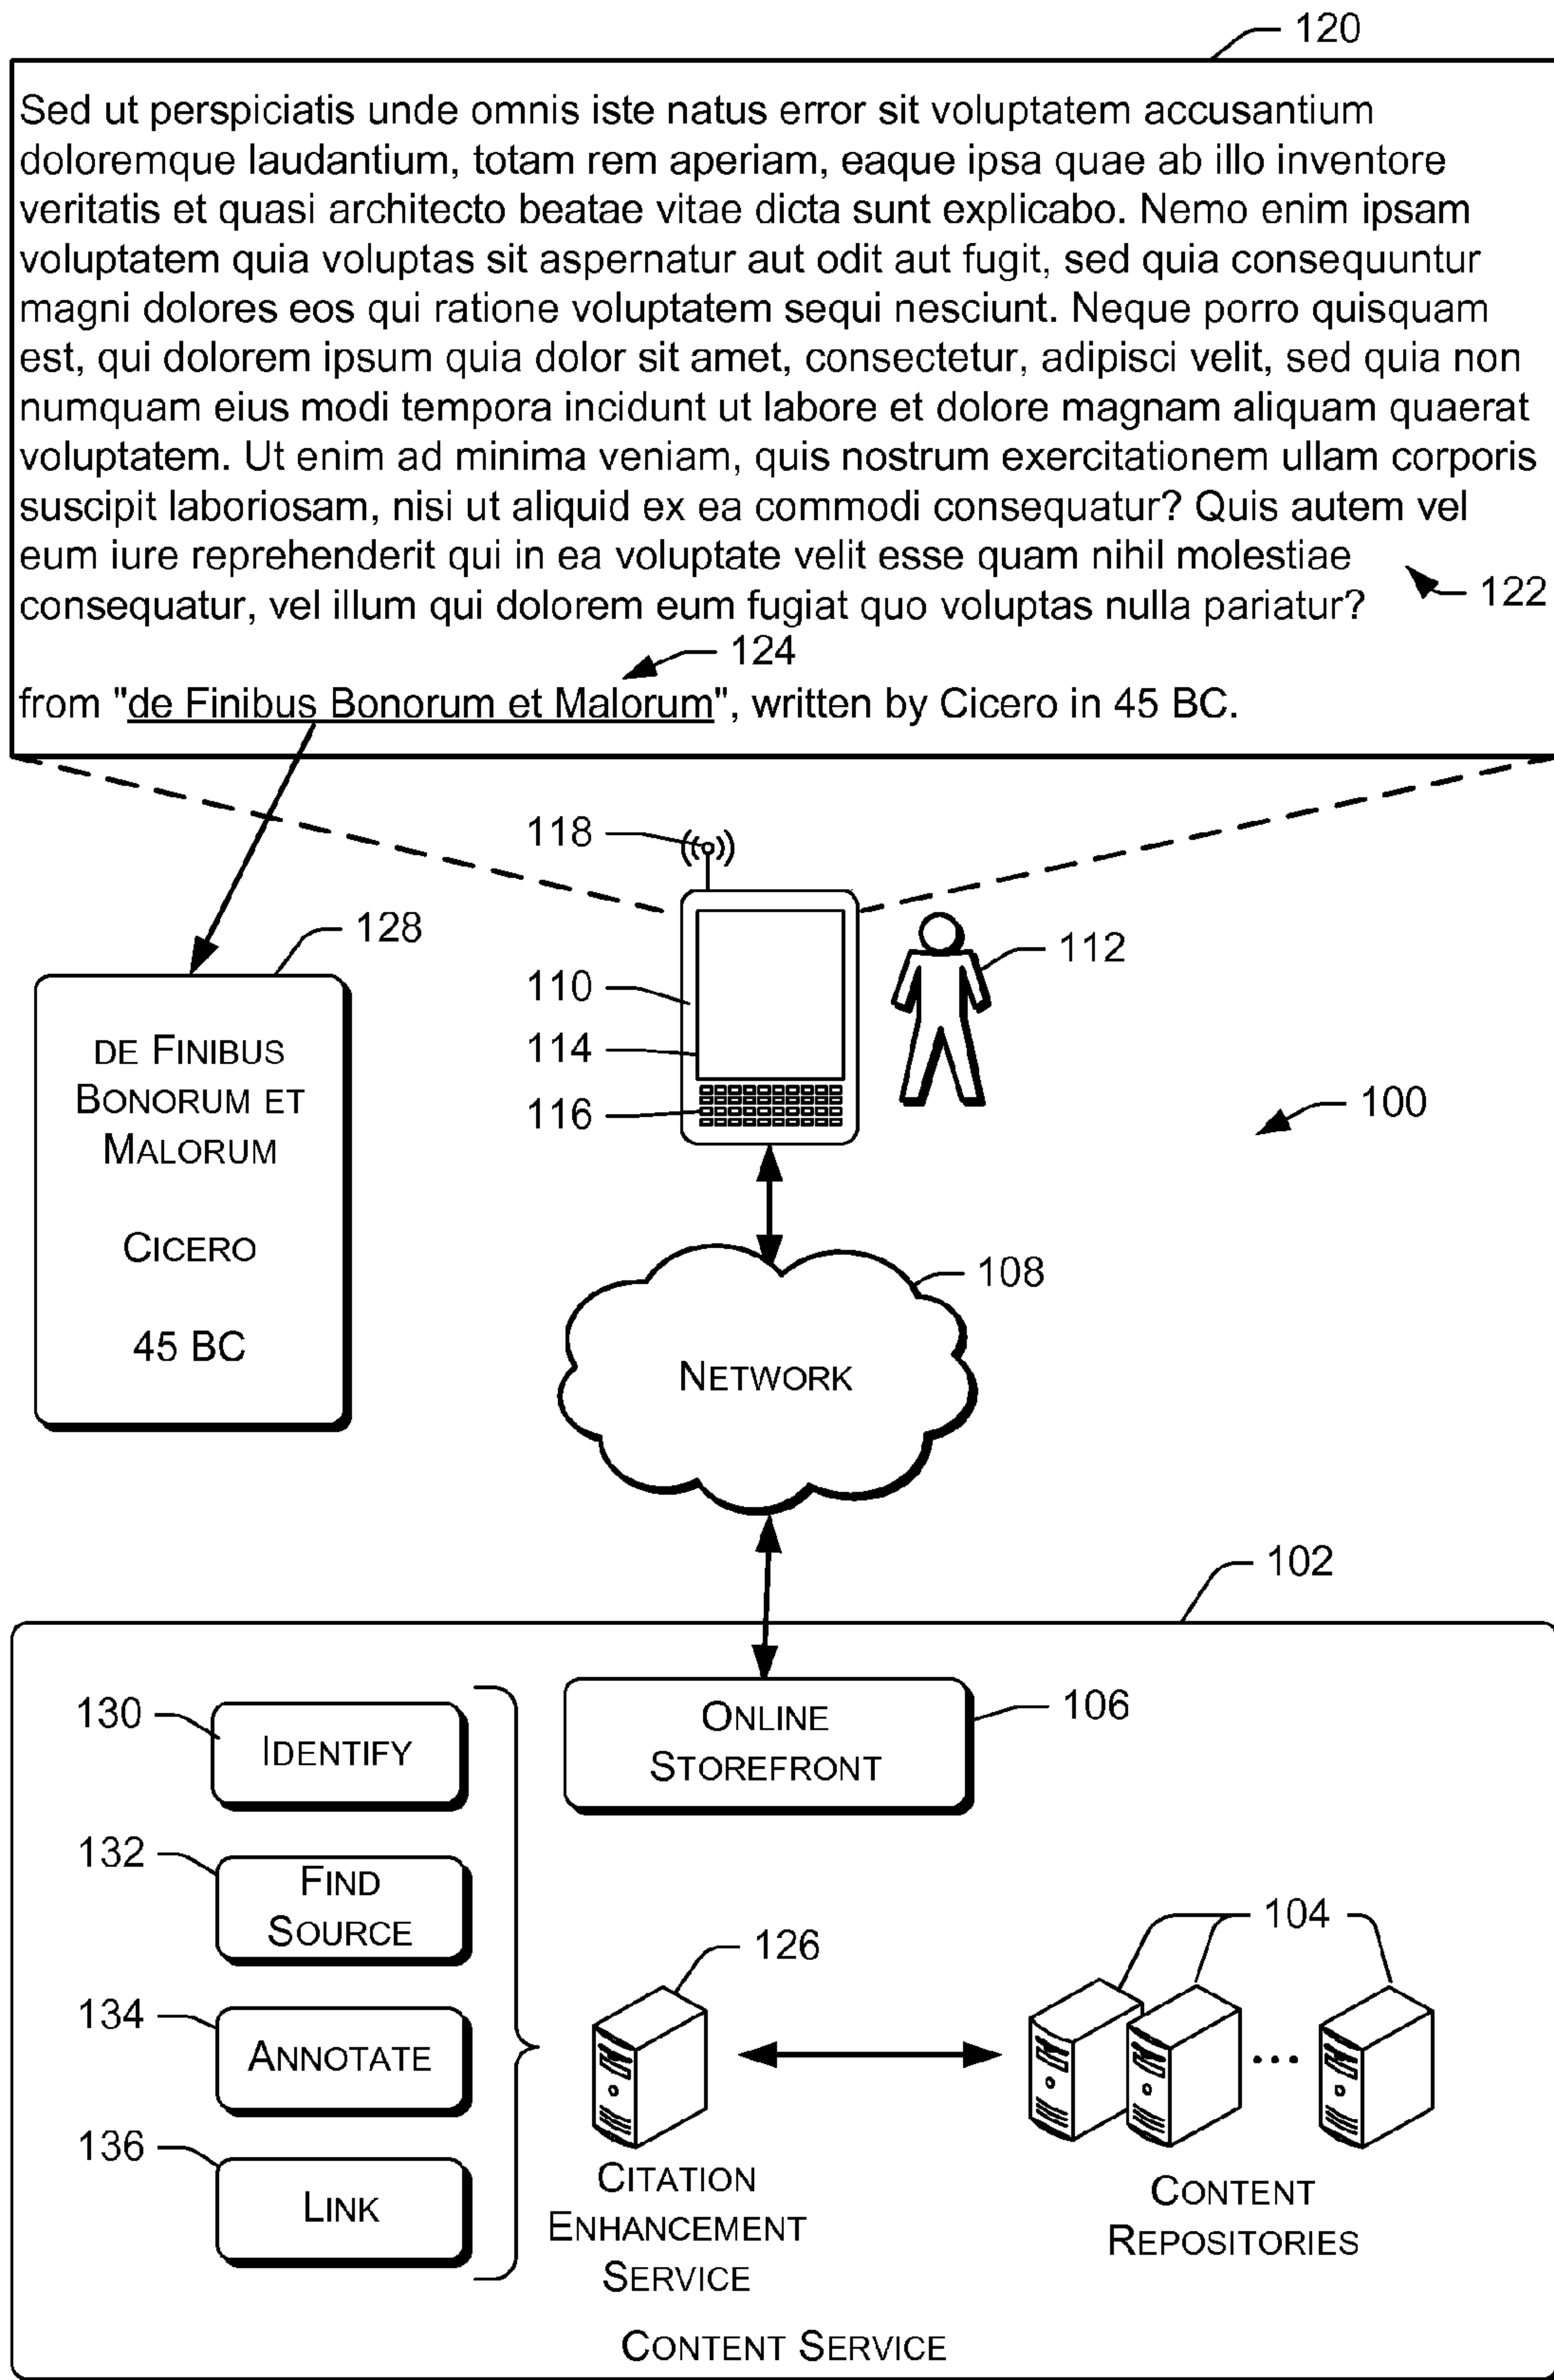 120
Sed ut perspiciatis unde omnis iste natus error sit voluptatem accusantium
doloremque laudantium, totam rem aperiam, eaque ipsa quae ab illo inventore
veritatis et quasi architecto beatae vitae dicta sunt explicabo. Nemo enim ipsam
voluptatem quia voluptas sit aspernatur aut odit aut fugit, sed quia consequuntur
magni dolores eos qui ratione voluptatem sequi nesciunt. Neque porro quisquam
est, qui dolorem ipsum quia dolor sit amet, consectetur, adipisci velit, sed quia non
numquam eius modi tempora incidunt ut labore et dolore magnam aliquam quaerat
voluptatem. Ut enim ad minima veniam, quis nostrum exercitationem ullam corporis
suscipit laboriosam, nisi ut aliquid ex ea commodi consequatur? Quis autem vel
eum iure reprehenderit qui in ea voluptate velit esse quam nihil molestiae
122
consequatur, vel illum qui dolorem eum fugiat quo voluptas nulla pariatur?
124
from "de Finibus Bonorum et Malorum", written by Cicero in 45 BC.
118
128
112
110
114
116
100
DE FINIBUS
BONORUM ET
MALORUM
CICERO
45 BC
108
NETWORK
102
106
ONLINE
STOREFRONT
130
IDENTIFY
132
FIND
SOURCE
134
ANNOTATE
136
LINK
126
CITATION
ENHANCEMENT
SERVICE
104
CONTENT
REPOSITORIES
CONTENT SERVICE